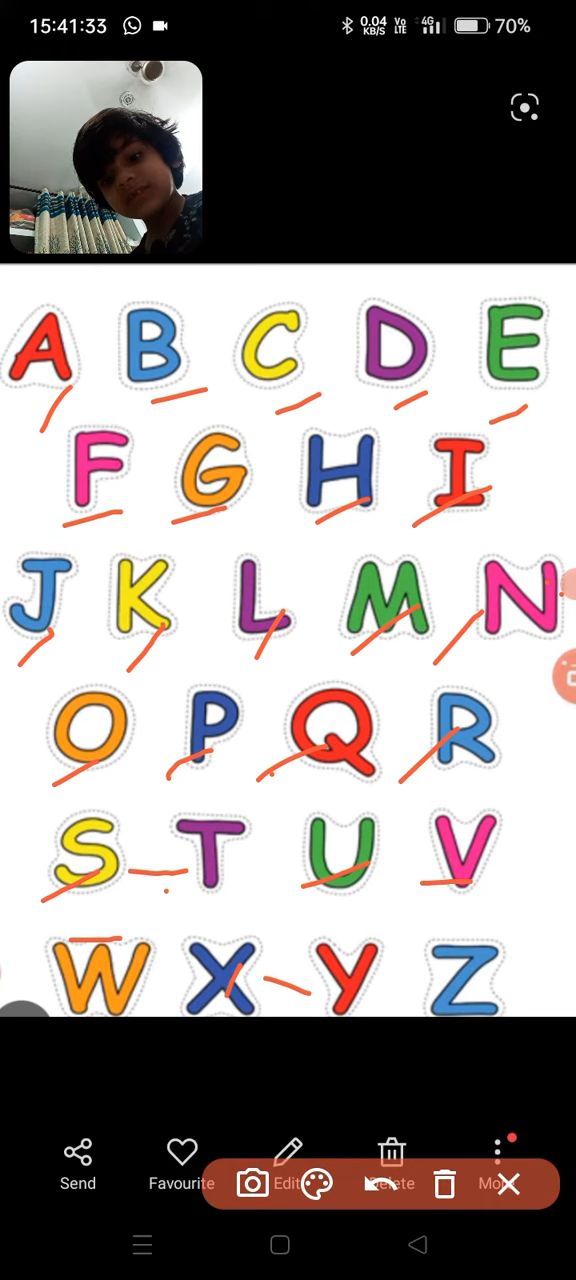 15:41:33 0.04 KB/S Vo LTE 4G 70%
A B C D E
F G H I
J K L M N
O P Q R
S T U V
W X Y Z
Send Favourite Edit Delete More